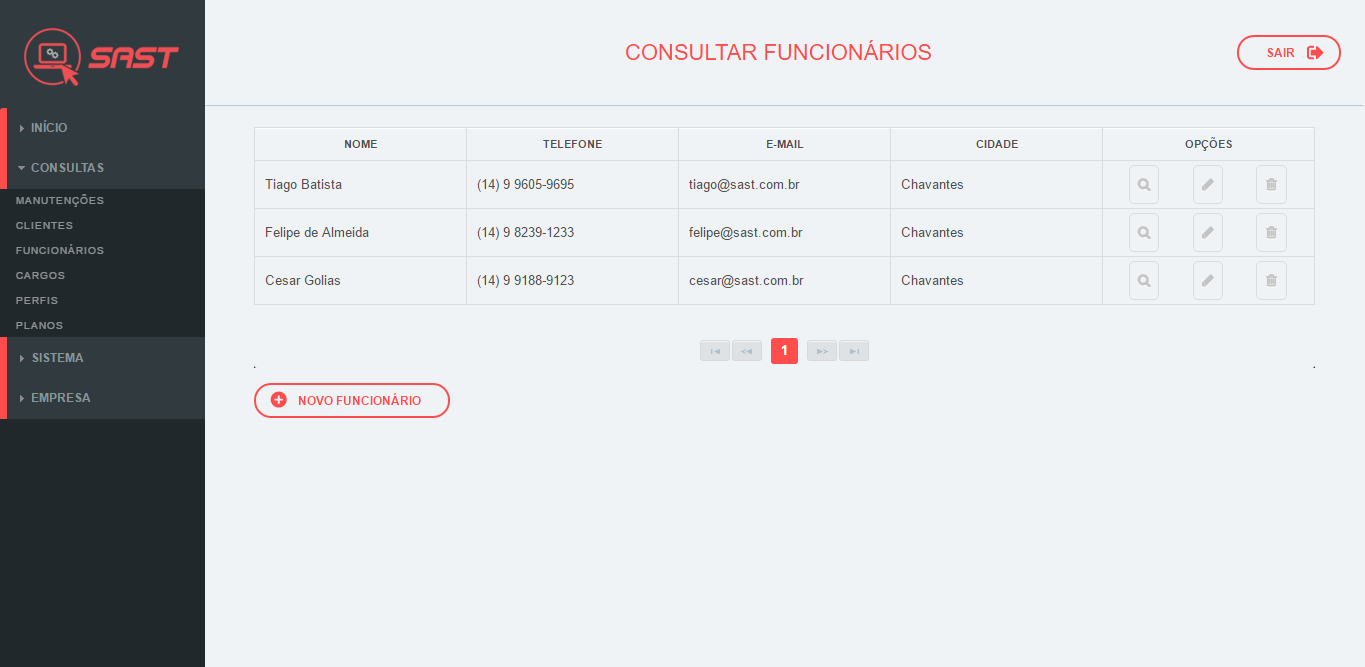 SAST
CONSULTAR FUNCIONÁRIOS
SAIR
INÍCIO
CONSULTAS
MANUTENÇÕES
CLIENTES
FUNCIONÁRIOS
CARGOS
PERFIS
PLANOS
SISTEMA
EMPRESA
NOME TELEFONE E-MAIL CIDADE OPÇÕES
Tiago Batista (14) 9 9605-9695 tiago@sast.com.br Chavantes
Felipe de Almeida (14) 9 8239-1233 felipe@sast.com.br Chavantes
Cesar Golias (14) 9 9188-9123 cesar@sast.com.br Chavantes
1
NOVO FUNCIONÁRIO